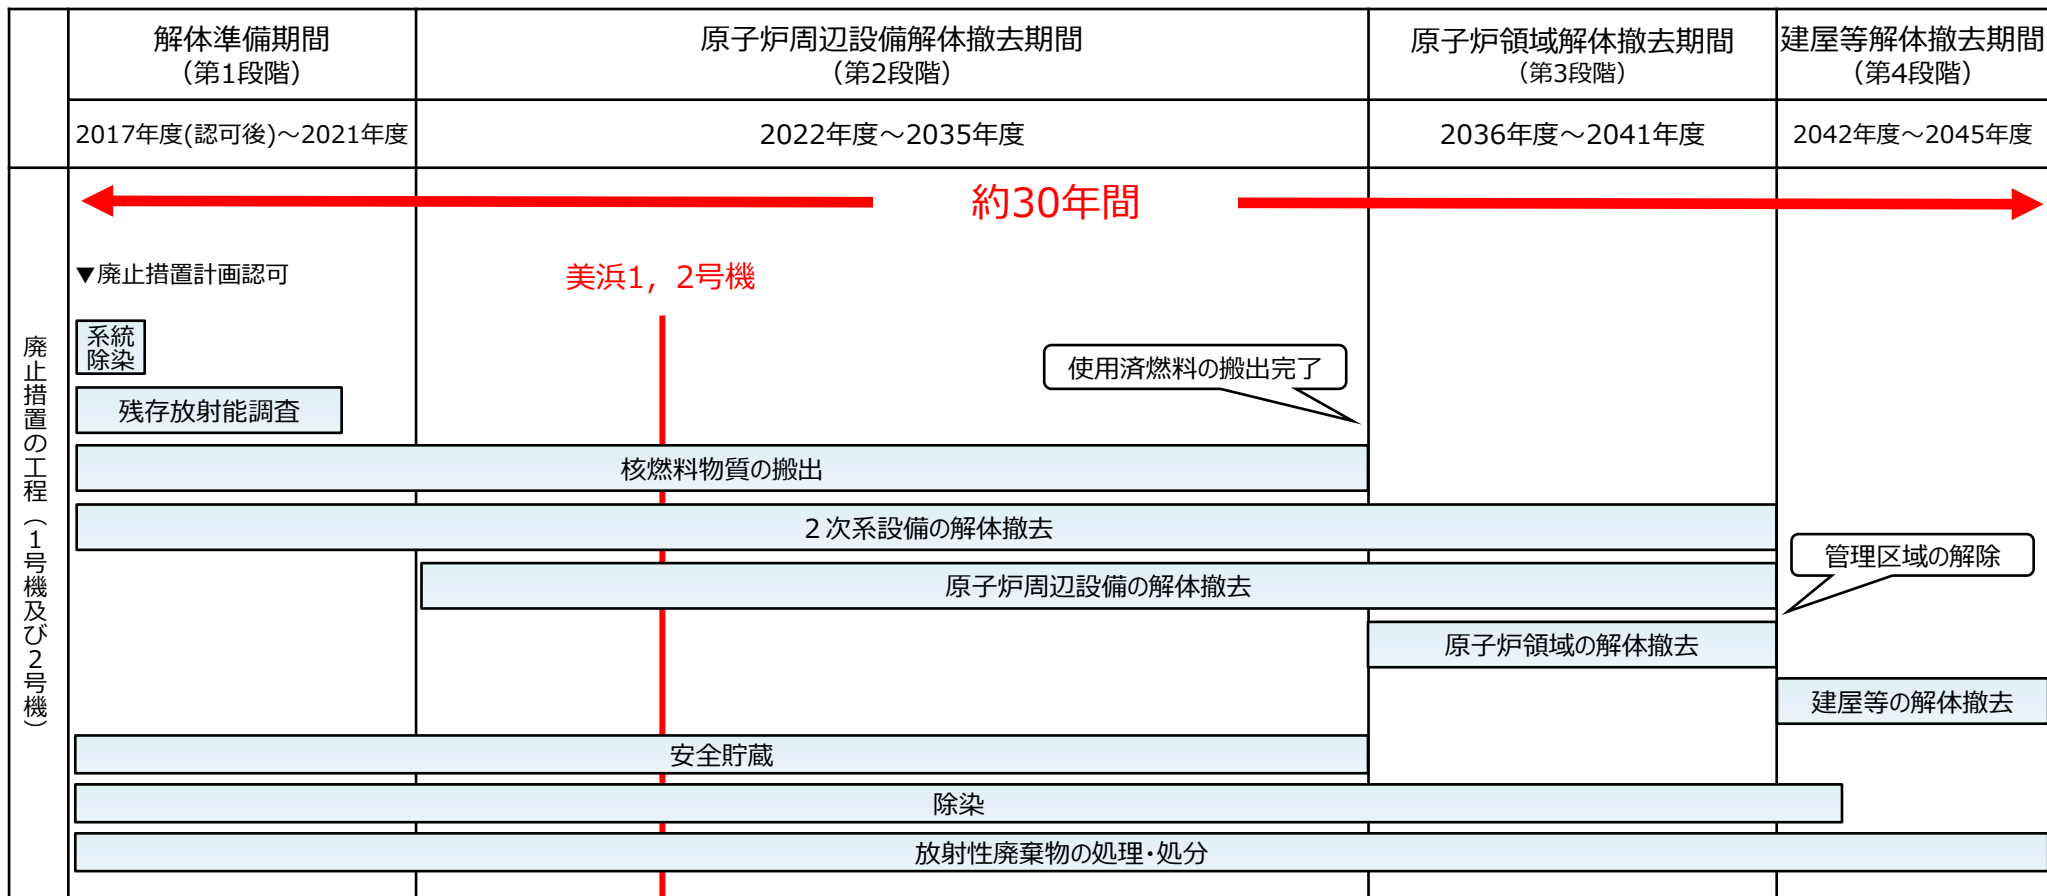 解体準備期間
（第1段階）
原子炉周辺設備解体撤去期間
（第2段階）
原子炉領域解体撤去期間
（第3段階）
建屋等解体撤去期間
（第4段階）
2017年度(認可後)～2021年度
2022年度～2035年度
2036年度～2041年度
2042年度～2045年度
廃止措置の工程（1号機及び2号機）
約30年間
▼廃止措置計画認可
美浜1，2号機
系統
除染
使用済燃料の搬出完了
残存放射能調査
核燃料物質の搬出
２次系設備の解体撤去
管理区域の解除
原子炉周辺設備の解体撤去
原子炉領域の解体撤去
建屋等の解体撤去
安全貯蔵
除染
放射性廃棄物の処理・処分